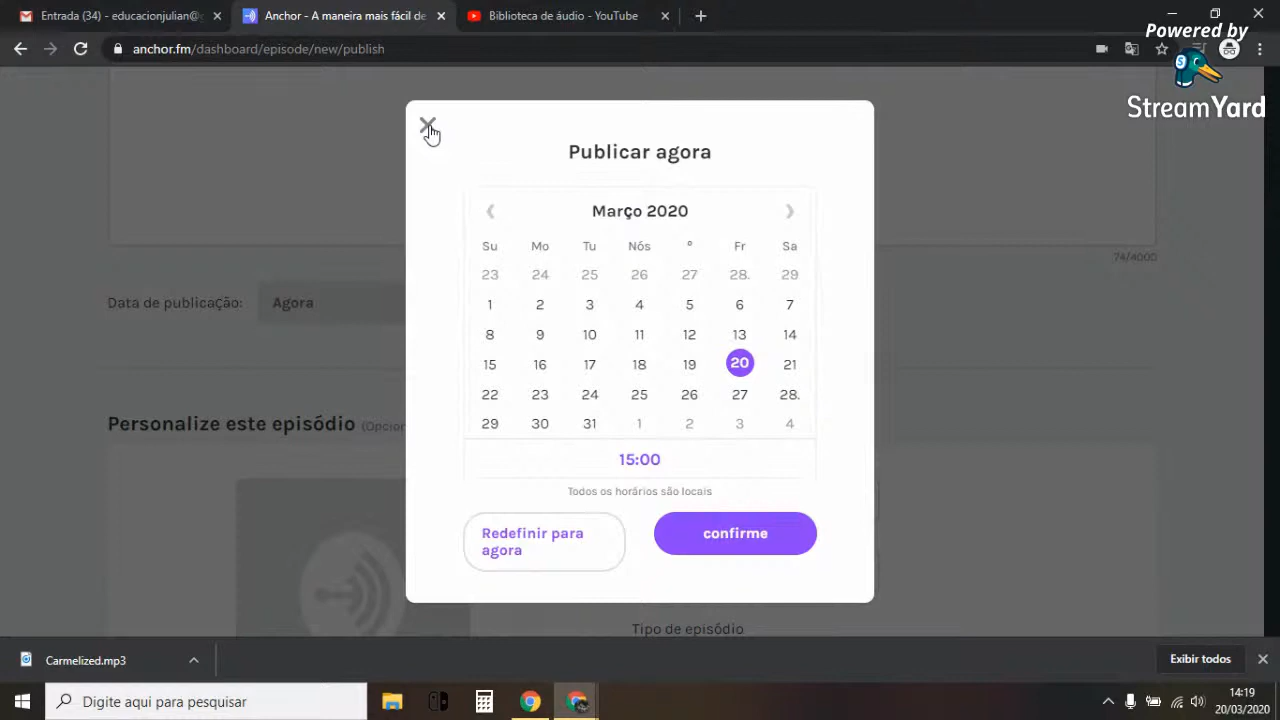 Entrada (34) - educacionjulian@
Anchor - A maneira mais fácil de
Biblioteca de áudio - YouTube
anchor.fm/dashboard/episode/new/publish
Powered by
StreamYard
Publicar agora
Março 2020
Su Mo Tu Nós º Fr Sa
23 24 25 26 27 28. 29
1 2 3 4 5 6 7
8 9 10 11 12 13 14
15 16 17 18 19 20 21
22 23 24 25 26 27 28.
29 30 31 1 2 3 4
15:00
Todos os horários são locais
Redefinir para
agora
confirme
74/4000
Data de publicação: Agora
Personalize este episódio (Opcior
Tipo de episódio
Carmelized.mp3
Exibir todos
Digite aqui para pesquisar
14:19
20/03/2020